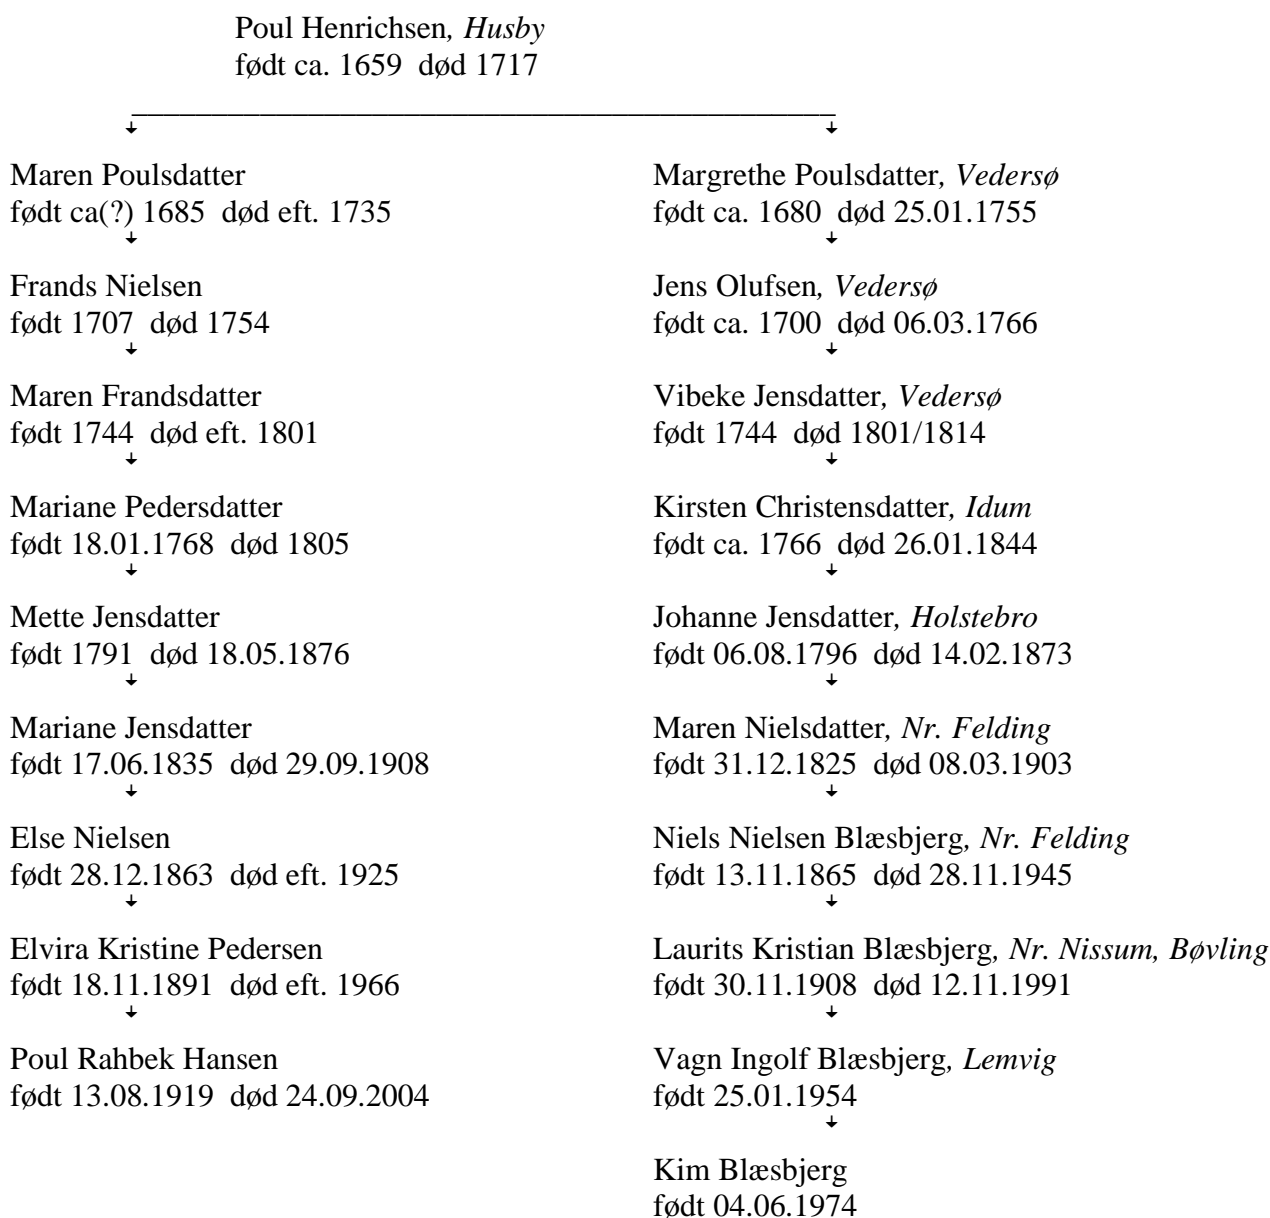 Poul Henrichsen, Husby
født ca. 1659 død 1717
Maren Poulsdatter
født ca(?) 1685 død eft. 1735
Frands Nielsen
født 1707 død 1754
Maren Frandsdatter
født 1744 død eft. 1801
Mariane Pedersdatter
født 18.01.1768 død 1805
Mette Jensdatter
født 1791 død 18.05.1876
Mariane Jensdatter
født 17.06.1835 død 29.09.1908
Else Nielsen
født 28.12.1863 død eft. 1925
Elvira Kristine Pedersen
født 18.11.1891 død eft. 1966
Poul Rahbek Hansen
født 13.08.1919 død 24.09.2004
Margrethe Poulsdatter, Vedersø
født ca. 1680 død 25.01.1755
Jens Olufsen, Vedersø
født ca. 1700 død 06.03.1766
Vibeke Jensdatter, Vedersø
født 1744 død 1801/1814
Kirsten Christensdatter, Idum
født ca. 1766 død 26.01.1844
Johanne Jensdatter, Holstebro
født 06.08.1796 død 14.02.1873
Maren Nielsdatter, Nr. Felding
født 31.12.1825 død 08.03.1903
Niels Nielsen Blæsbjerg, Nr. Felding
født 13.11.1865 død 28.11.1945
Laurits Kristian Blæsbjerg, Nr. Nissum, Bøvling
født 30.11.1908 død 12.11.1991
Vagn Ingolf Blæsbjerg, Lemvig
født 25.01.1954
Kim Blæsbjerg
født 04.06.1974